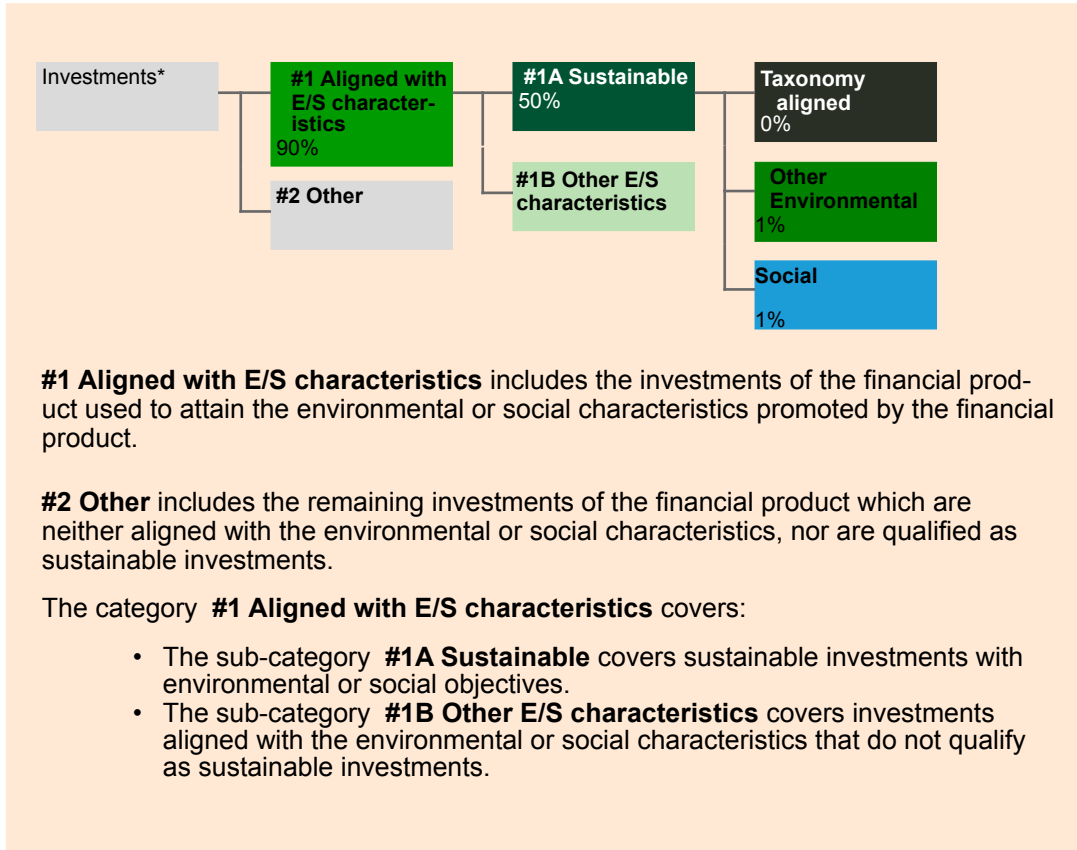 Investments*
#1 Aligned with
E/S character-
istics
90%
#2 Other
#1A Sustainable
50%
#1B Other E/S
characteristics
Taxonomy
aligned
0%
Other
Environmental
1%
Social
1%
#1 Aligned with E/S characteristics includes the investments of the financial prod-
uct used to attain the environmental or social characteristics promoted by the financial
product.
#2 Other includes the remaining investments of the financial product which are
neither aligned with the environmental or social characteristics, nor are qualified as
sustainable investments.
The category #1 Aligned with E/S characteristics covers:
• The sub-category #1A Sustainable covers sustainable investments with
environmental or social objectives.
• The sub-category #1B Other E/S characteristics covers investments
aligned with the environmental or social characteristics that do not qualify
as sustainable investments.